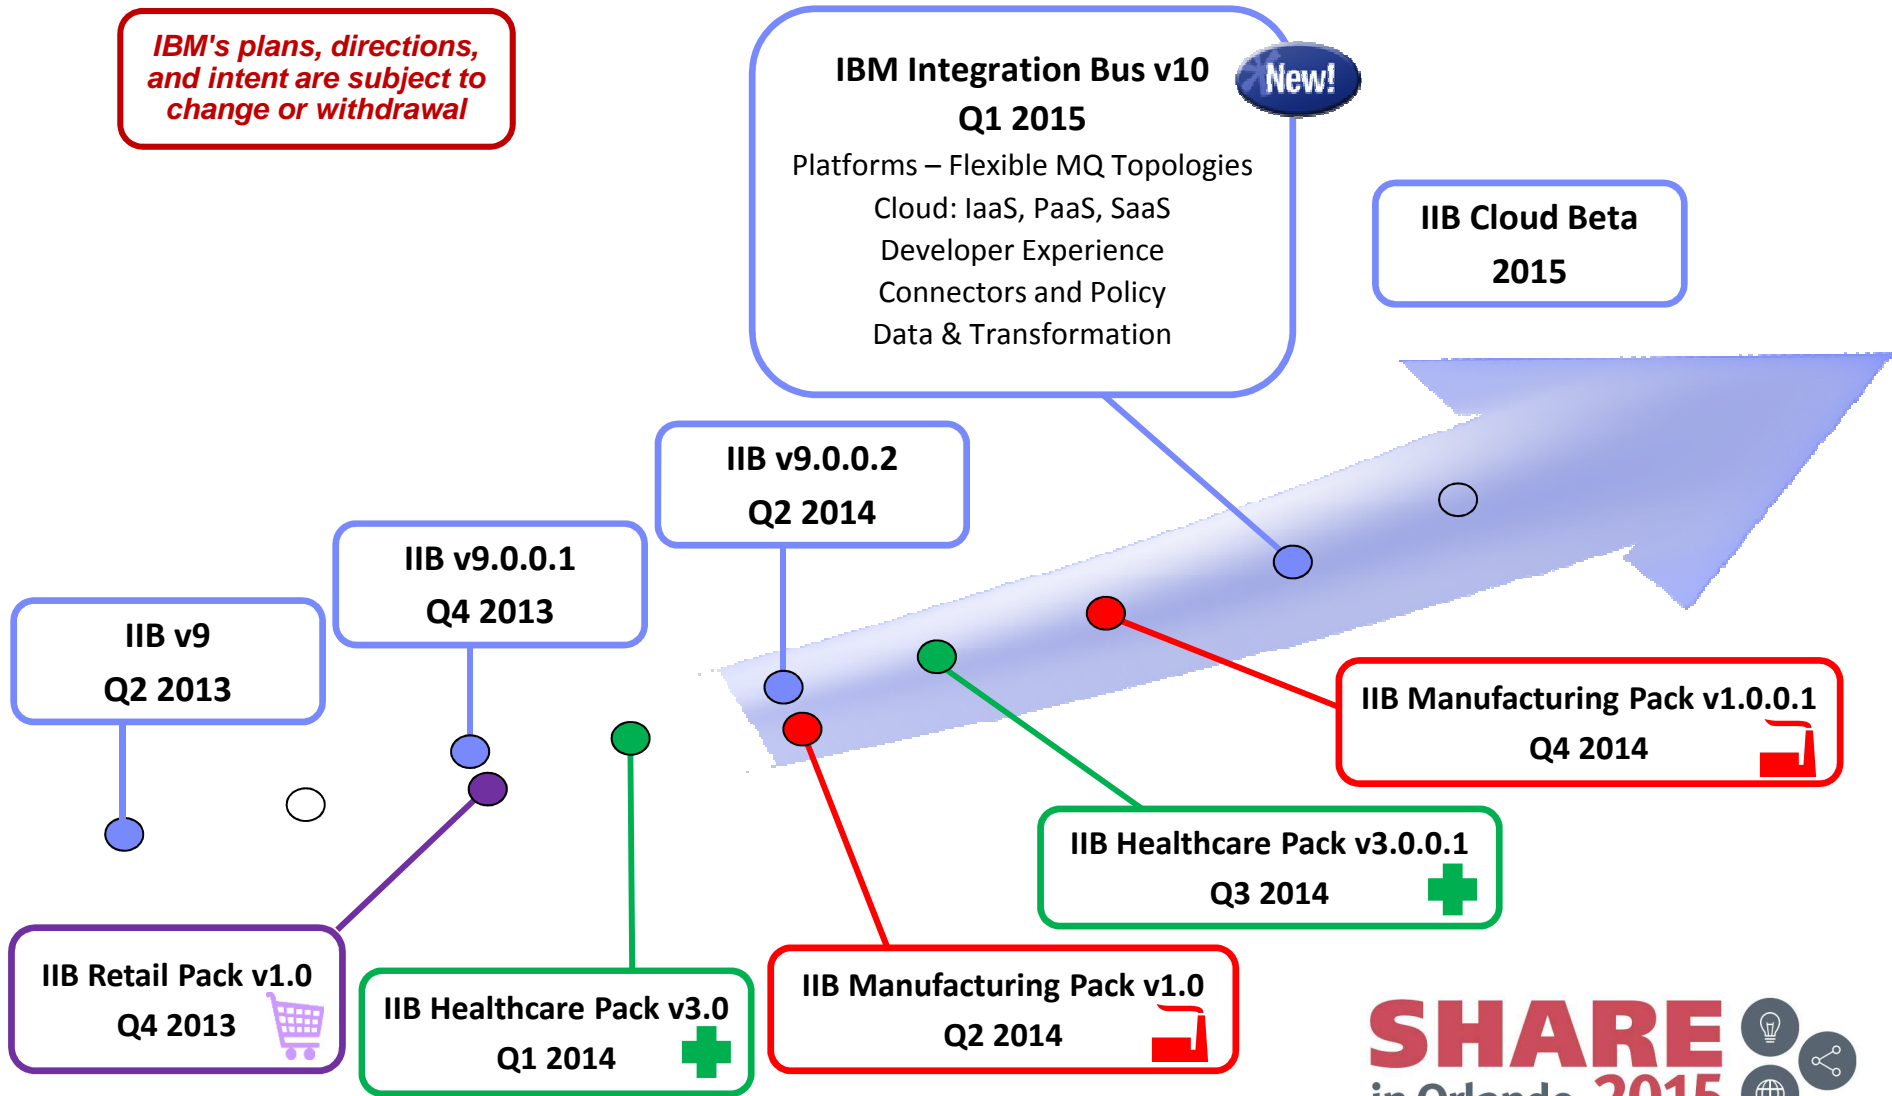 IBM's plans, directions,
and intent are subject to
change or withdrawal
IBM Integration Bus v10
Q1 2015
Platforms – Flexible MQ Topologies
Cloud: IaaS, PaaS, SaaS
Developer Experience
Connectors and Policy
Data & Transformation
New!
IIB Cloud Beta
2015
IIB v9.0.0.2
Q2 2014
IIB v9.0.0.1
Q4 2013
IIB v9
Q2 2013
IIB Manufacturing Pack v1.0.0.1
Q4 2014
IIB Healthcare Pack v3.0.0.1
Q3 2014
IIB Retail Pack v1.0
Q4 2013
IIB Healthcare Pack v3.0
Q1 2014
IIB Manufacturing Pack v1.0
Q2 2014
SHARE
in Orlando 2015